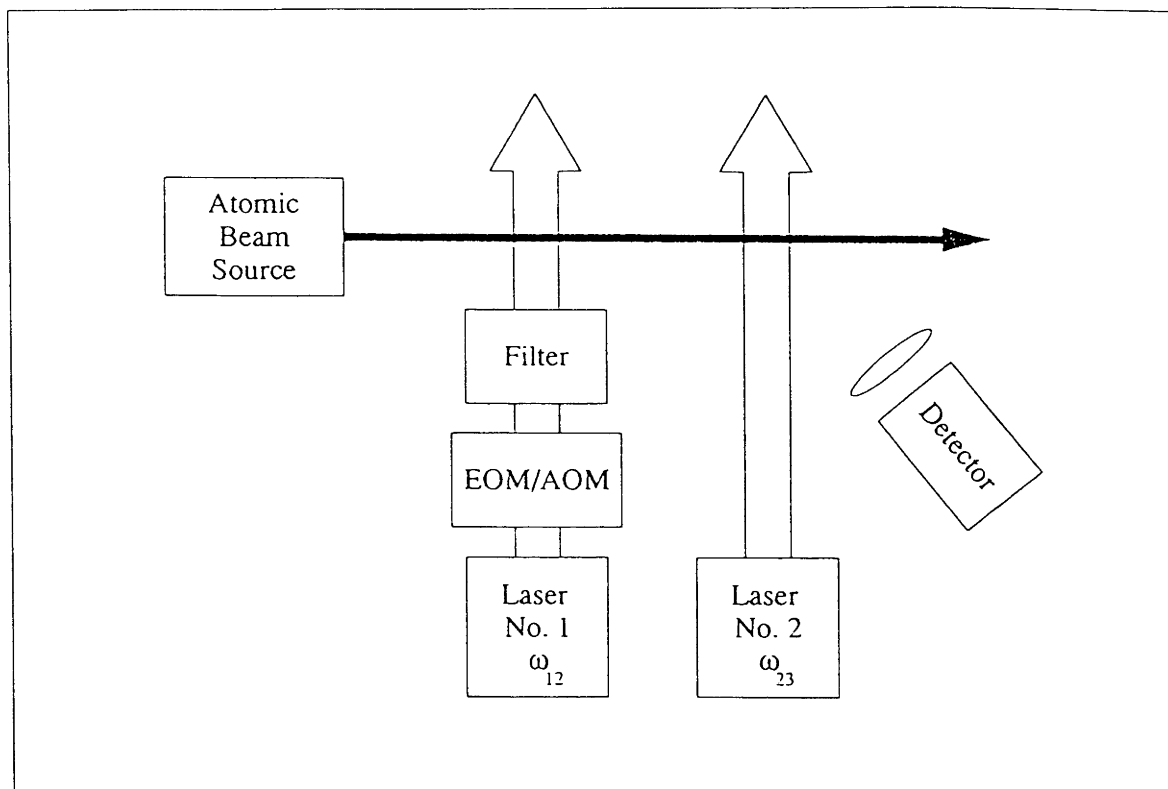 Atomic
Beam
Source
Filter
EOM/AOM
Laser
No. 1
ω12
Laser
No. 2
ω23
Detector